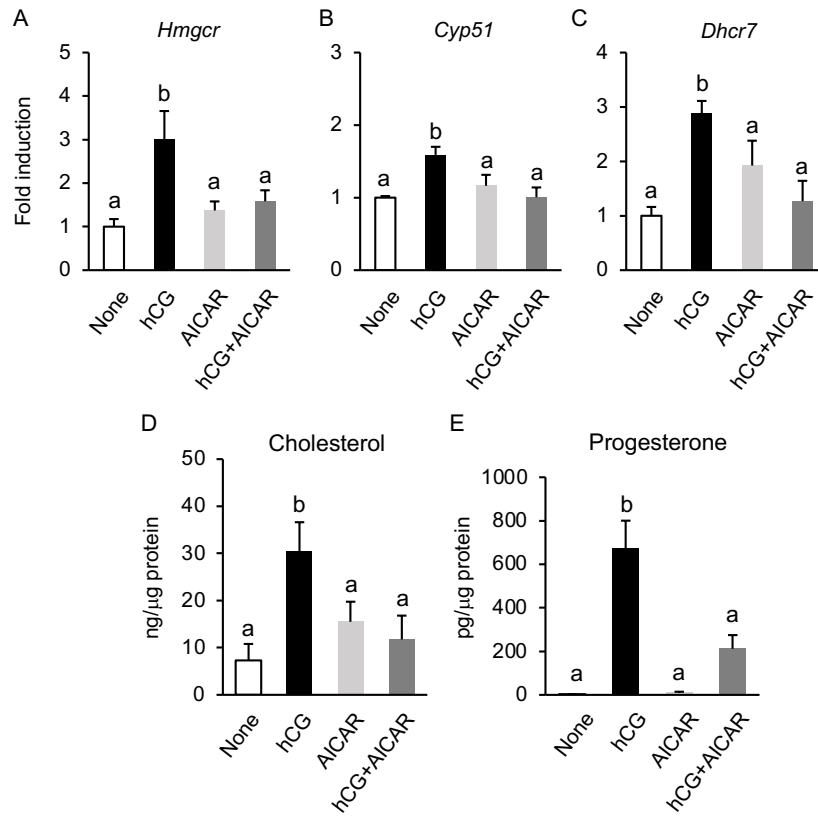 A
Hmgcr
Fold induction
5
4
3
2
1
0
a
b
a
a
None
hCG
AICAR
hCG+AICAR
B
Cyp51
3
2
1
0
a
b
a
a
None
hCG
AICAR
hCG+AICAR
C
Dhcr7
4
3
2
1
0
a
b
a
a
None
hCG
AICAR
hCG+AICAR
D
Cholesterol
ng/μg protein
50
40
30
20
10
0
a
b
a
a
None
hCG
AICAR
hCG+AICAR
E
Progesterone
pg/μg protein
1000
800
600
400
200
0
a
b
a
a
None
hCG
AICAR
hCG+AICAR